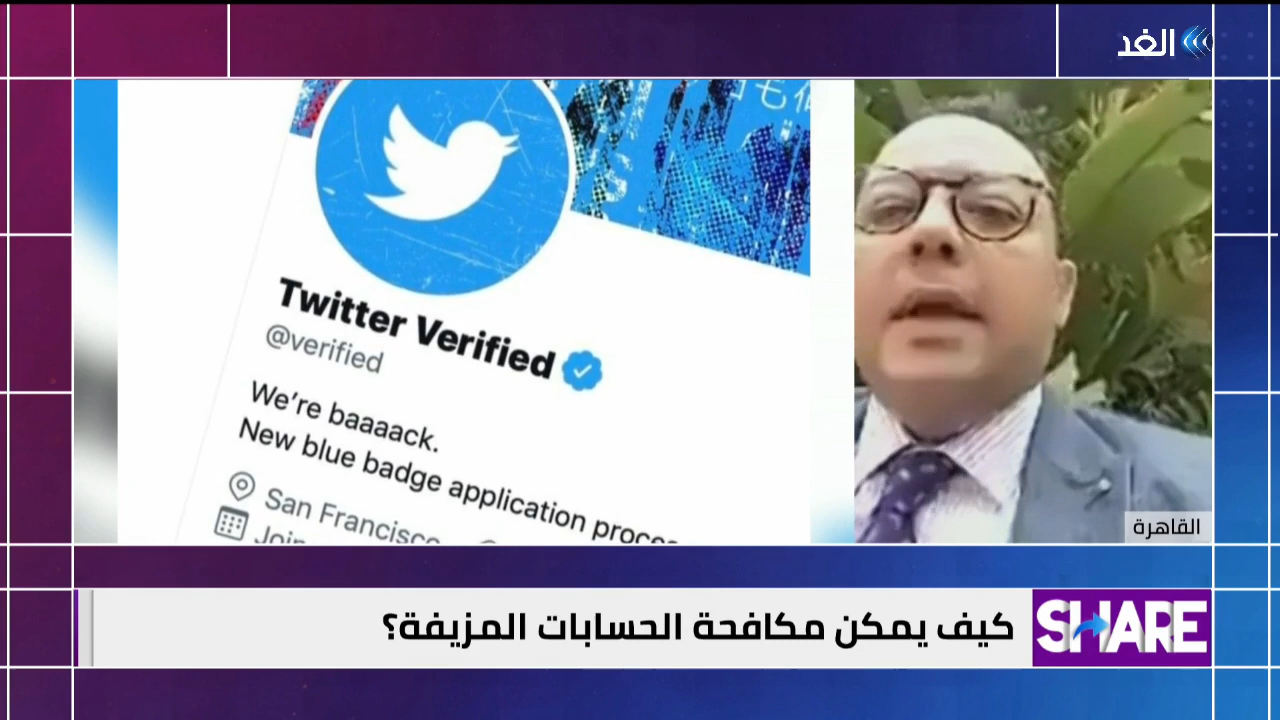 الغد
Twitter Verified
@verified
We're baaaack.
New blue badge application
San Francisco
القاهرة
كيف يمكن مكافحة الحسابات المزيفة؟
SHARE